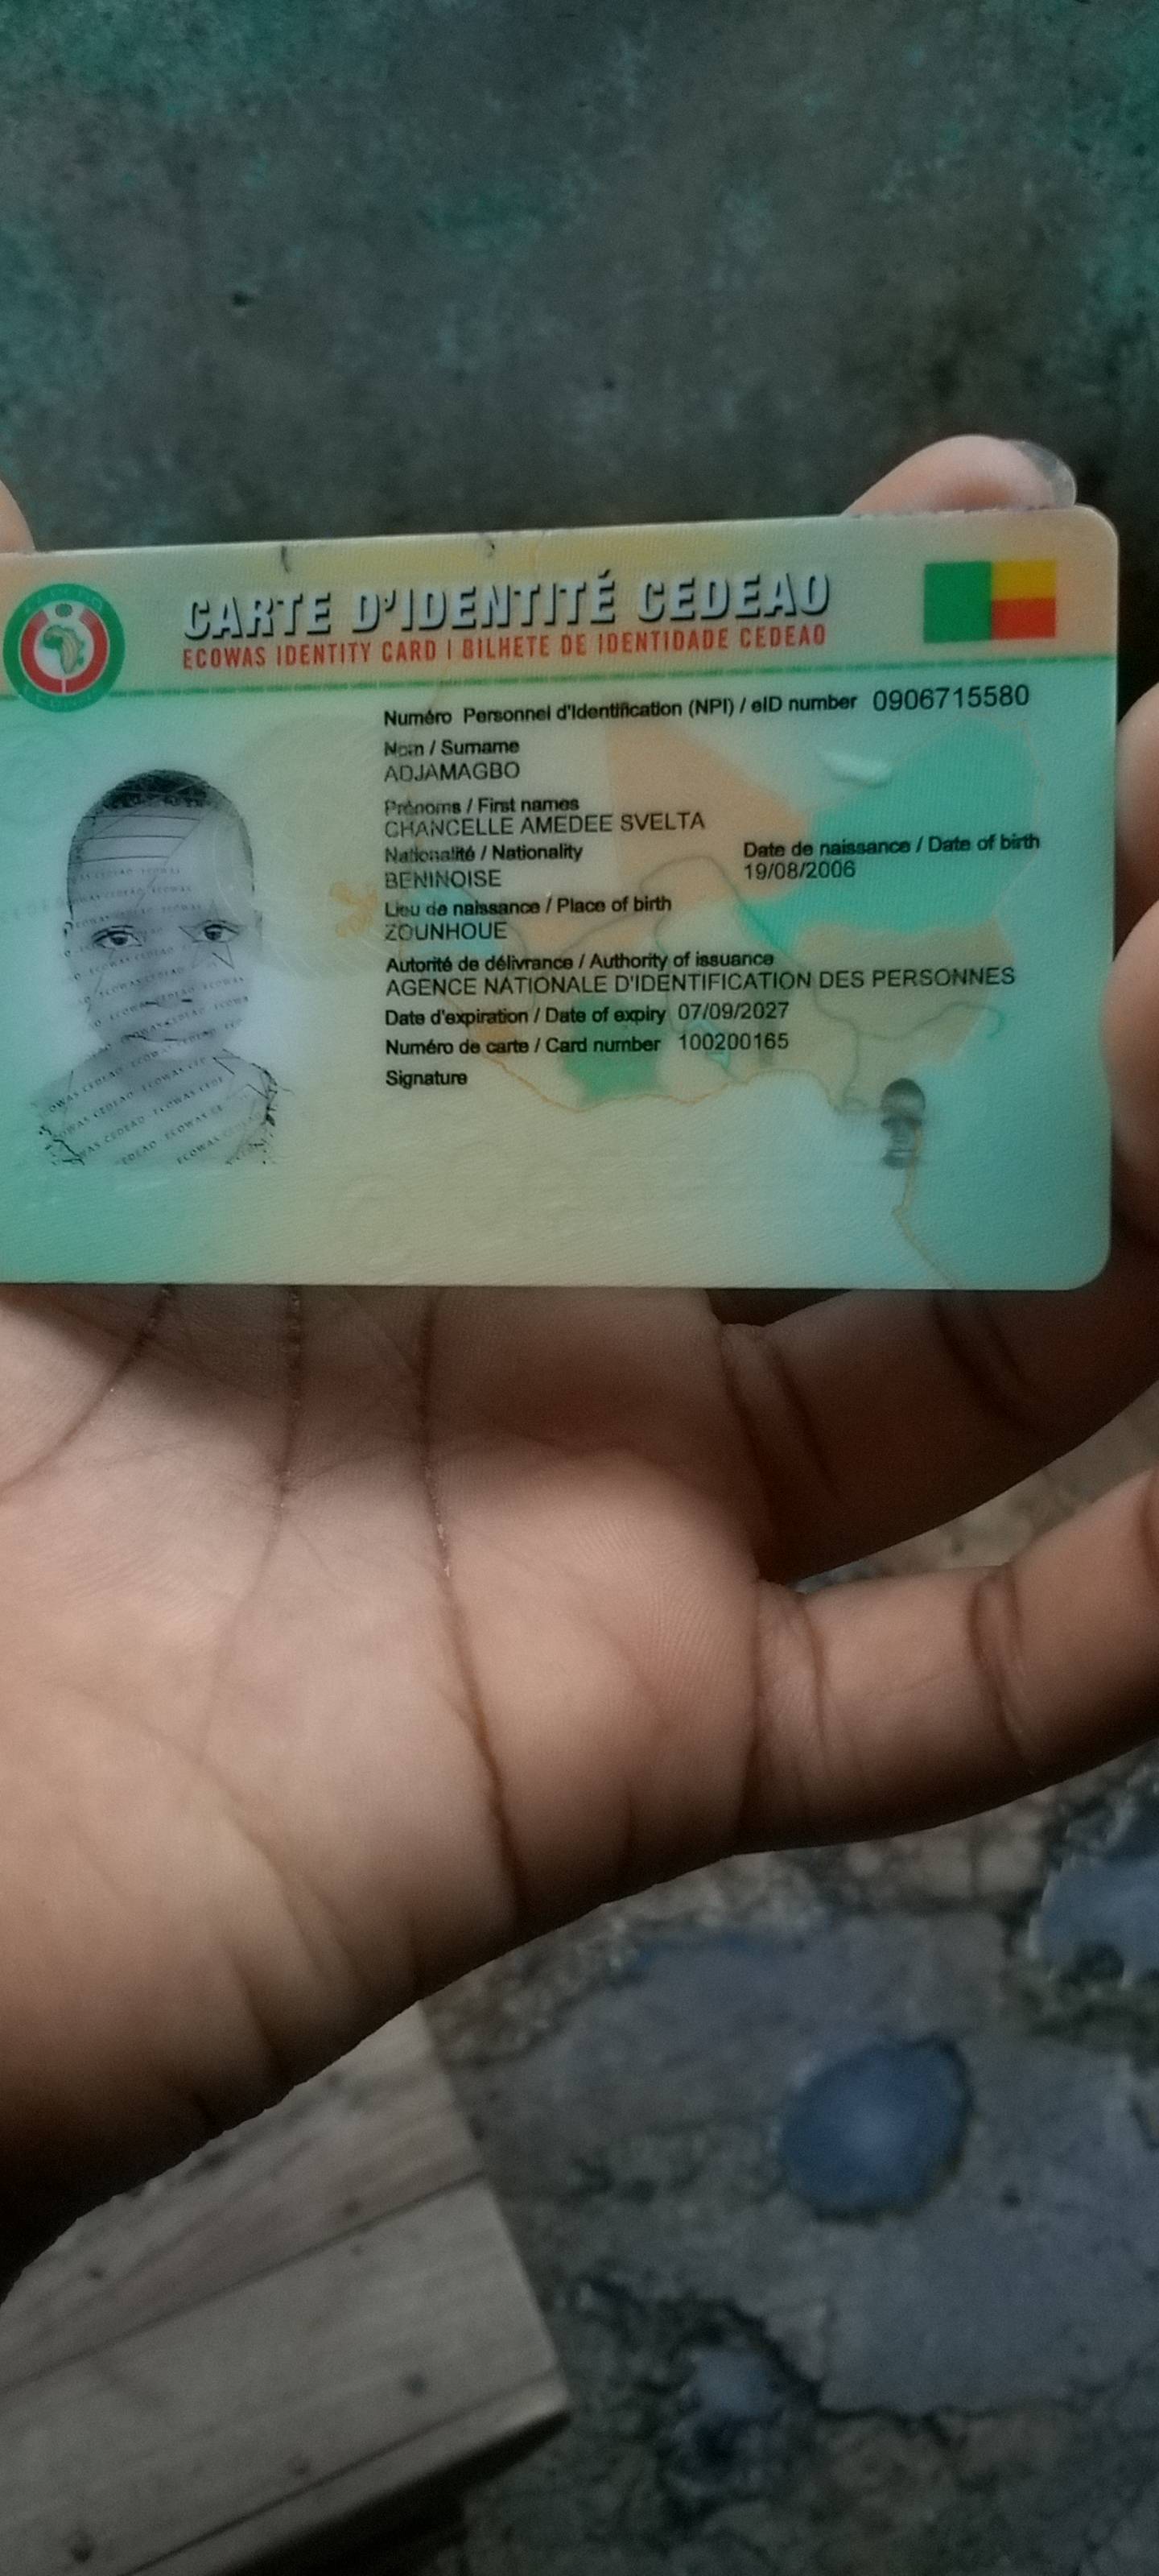 CARTE D'IDENTITÉ CEDEAO
ECOWAS IDENTITY CARD | BILHETE DE IDENTIDADE CEDEAO
Numéro Personnel d'Identification (NPI) / eID number 0906715580
Nom / Surname
ADJAMAGBO
Prénoms / First names
CHANCELLE AMEDEE SVELTA
Nationalité / Nationality
BENINOISE
Date de naissance / Date of birth
19/08/2006
Lieu de naissance / Place of birth
ZOUNHOUE
Autorité de délivrance / Authority of issuance
AGENCE NATIONALE D'IDENTIFICATION DES PERSONNES
Date d'expiration / Date of expiry 07/09/2027
Numéro de carte / Card number 100200165
Signature